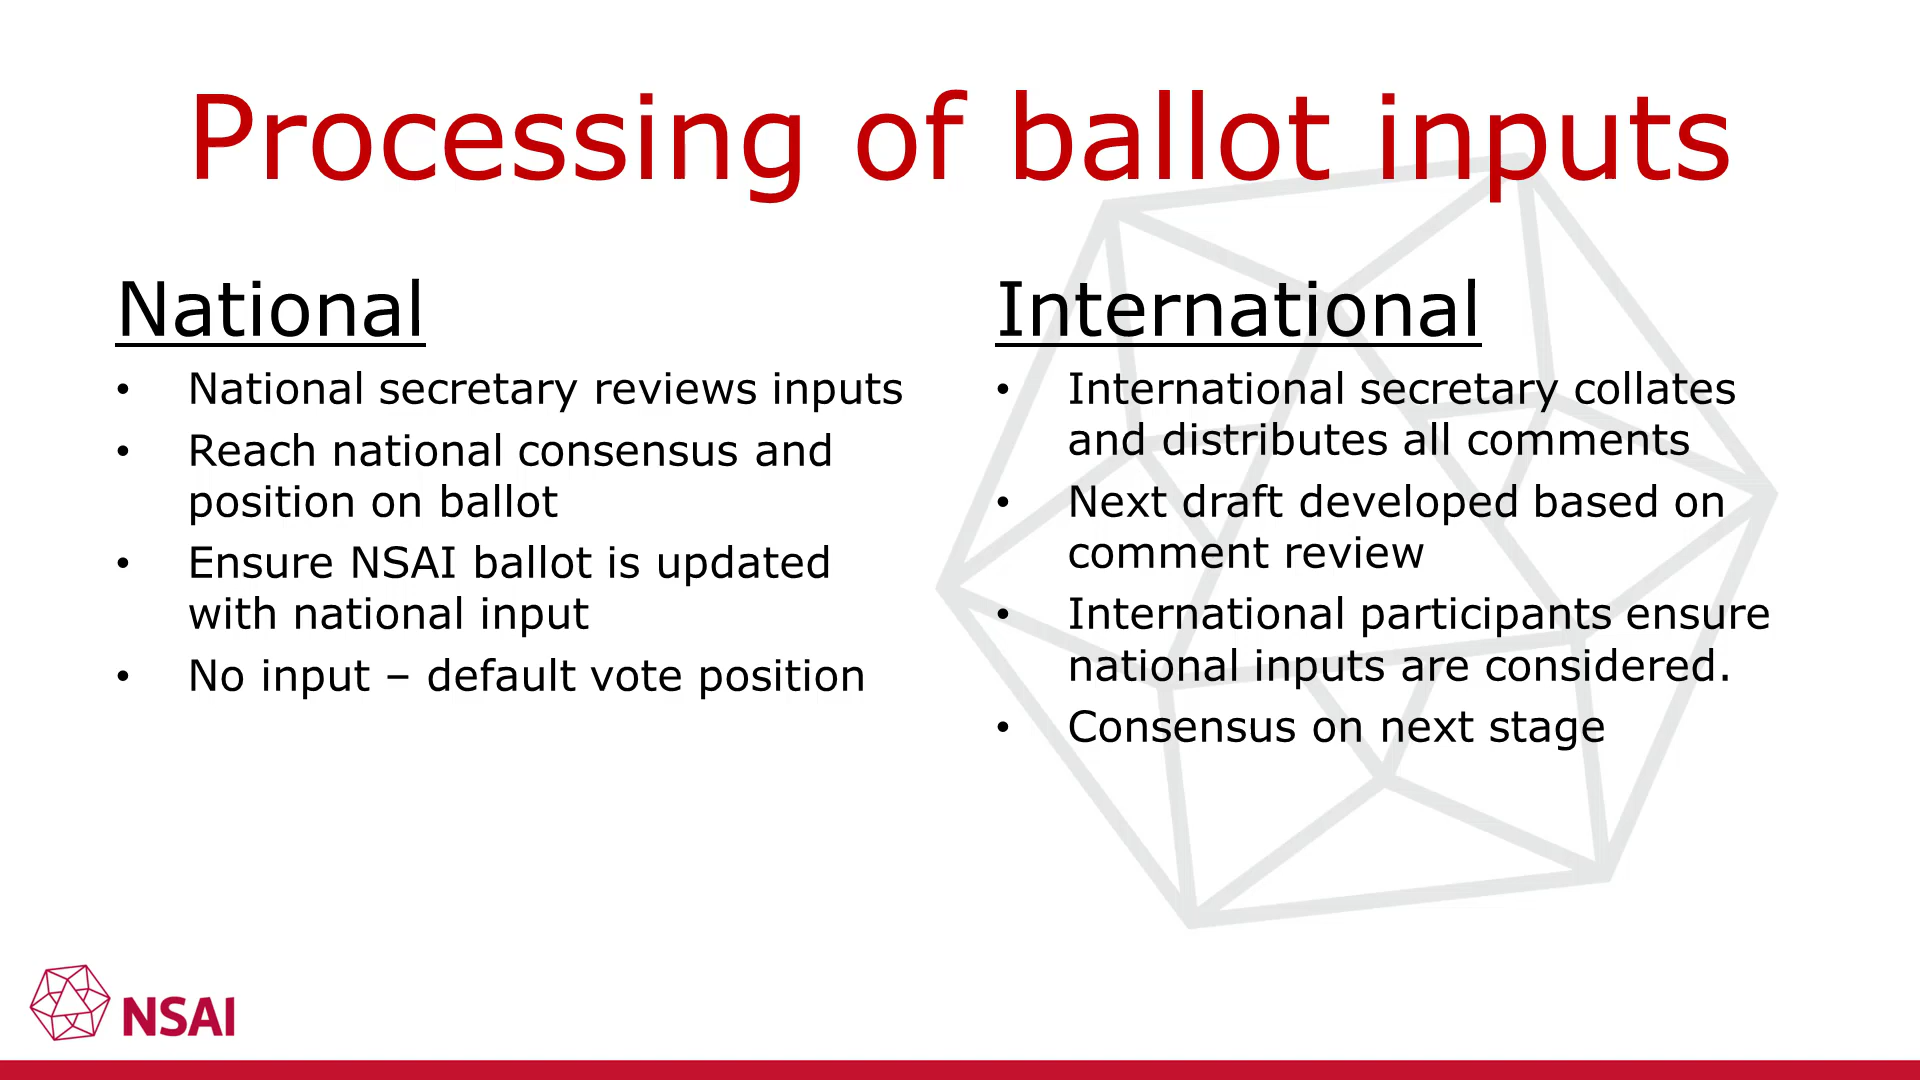 Processing of ballot inputs
National
• National secretary reviews inputs
• Reach national consensus and
position on ballot
• Ensure NSAI ballot is updated
with national input
• No input – default vote position
International
• International secretary collates
and distributes all comments
• Next draft developed based on
comment review
• International participants ensure
national inputs are considered.
• Consensus on next stage
NSAI